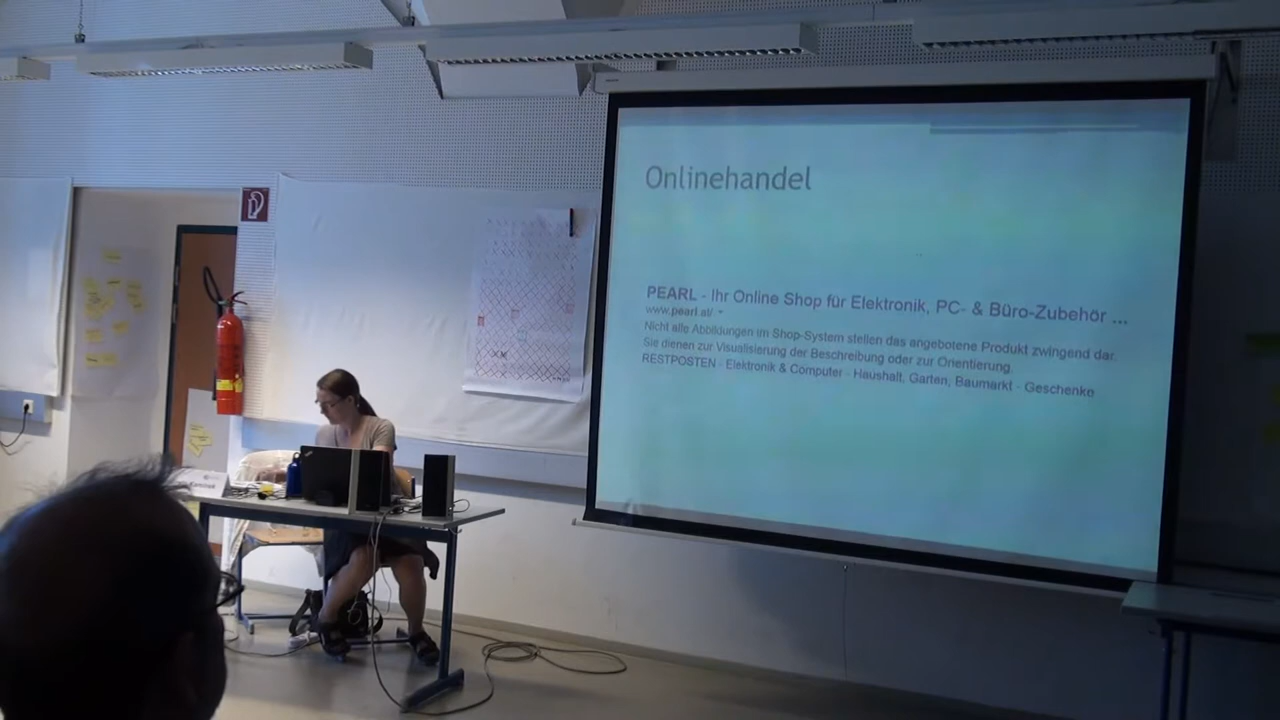 Onlinehandel
PEARL - Ihr Online Shop für Elektronik, PC- & Büro-Zubehör ...
www.pearl.at/
Nicht alle Abbildungen im Shop-System stellen das angebotene Produkt zwingend dar.
Sie dienen zur Visualisierung der Beschreibung oder zur Orientierung.
RESTPOSTEN - Elektronik & Computer - Haushalt, Garten, Baumarkt - Geschenke